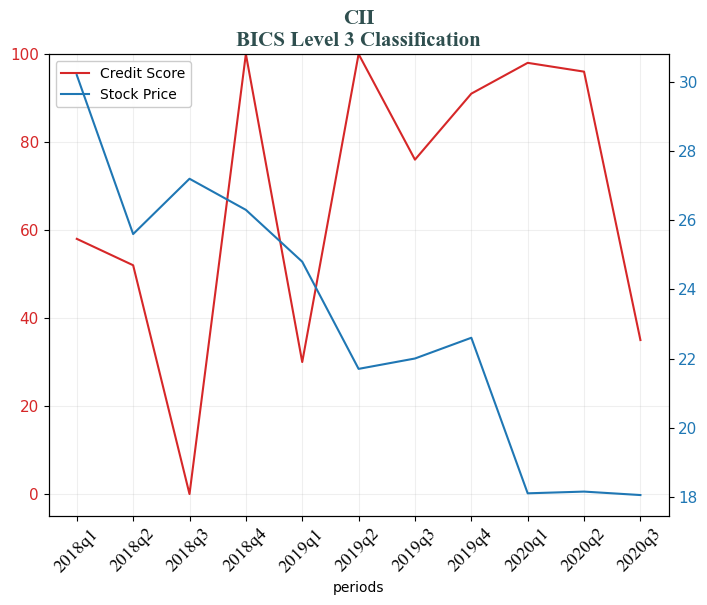 CII
BICS Level 3 Classification
Credit Score
Stock Price
100
80
60
40
20
0
30
28
26
24
22
20
18
2018q1
2018q2
2018q3
2018q4
2019q1
2019q2
2019q3
2019q4
2020q1
2020q2
2020q3
periods